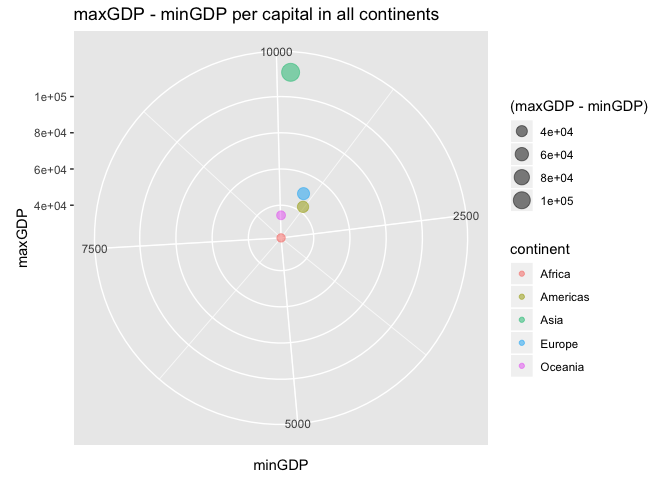 maxGDP - minGDP per capital in all continents
10000
1e+05
8e+04
6e+04
4e+04
2500
7500
5000
maxGDP
minGDP
(maxGDP - minGDP)
4e+04
6e+04
8e+04
1e+05
continent
Africa
Americas
Asia
Europe
Oceania